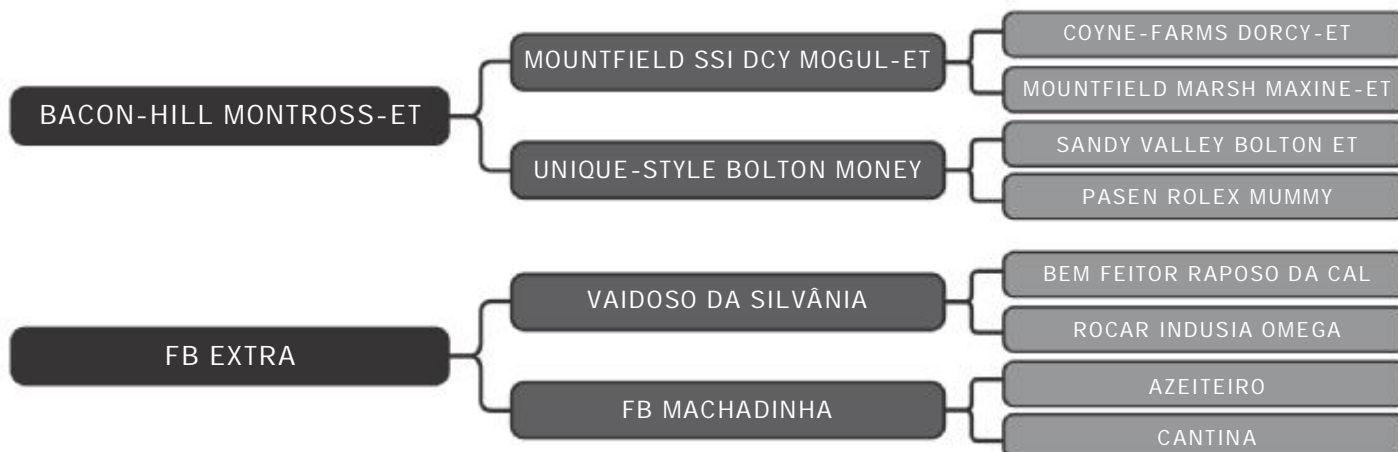 COYNE-FARMS DORCY-ET
MOUNTFIELD SSI DCY MOGUL-ET
MOUNTFIELD MARSH MAXINE-ET
BACON-HILL MONTROSS-ET
SANDY VALLEY BOLTON ET
UNIQUE-STYLE BOLTON MONEY
PASEN ROLEX MUMMY
BEM FEITOR RAPOSO DA CAL
VAIDOSO DA SILVÂNIA
ROCAR INDUSIA OMEGA
FB EXTRA
AZEITEIRO
FB MACHADINHA
CANTINA